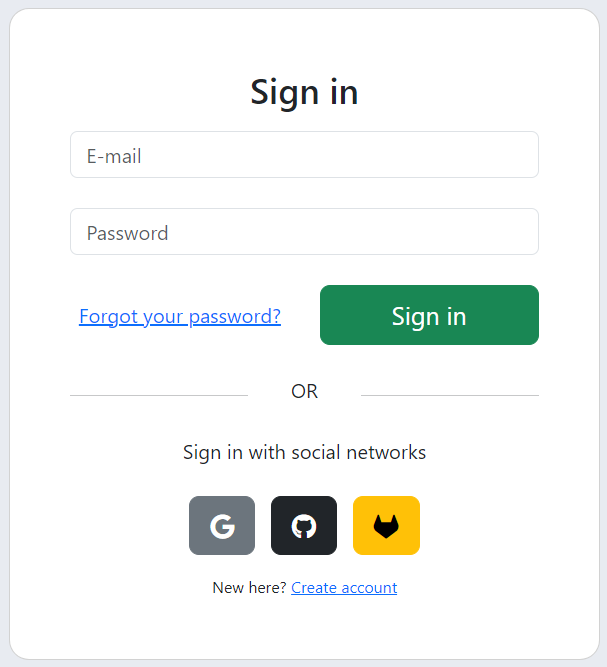 Sign in
E-mail
Password
Forgot your password?
Sign in
OR
Sign in with social networks
New here? Create account